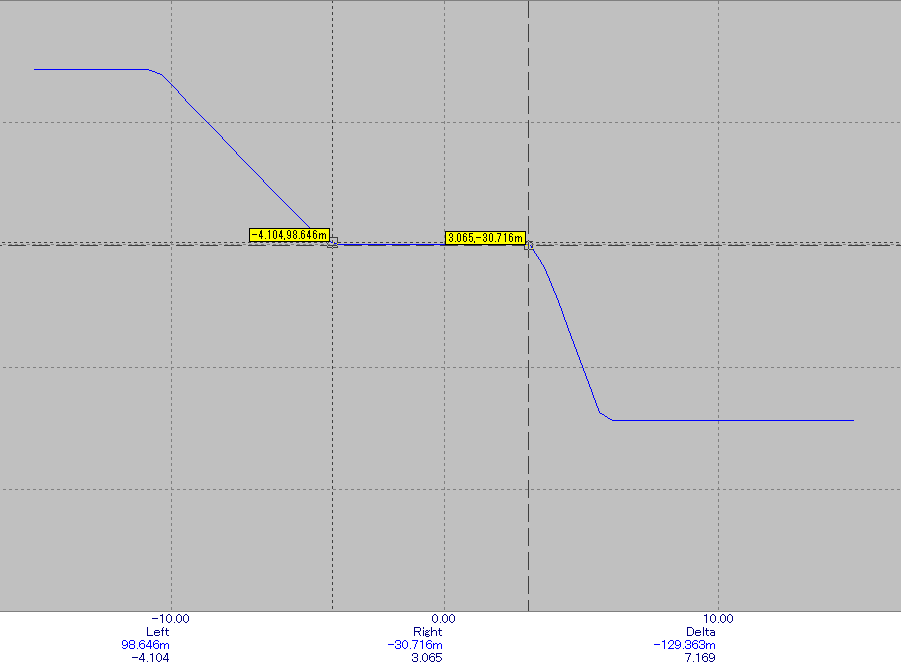 -4.104,98.646m
3.065,-30.716m
-10.00 0.00 10.00
Left Right Delta
98.646m -30.716m -129.363m
-4.104 3.065 7.169